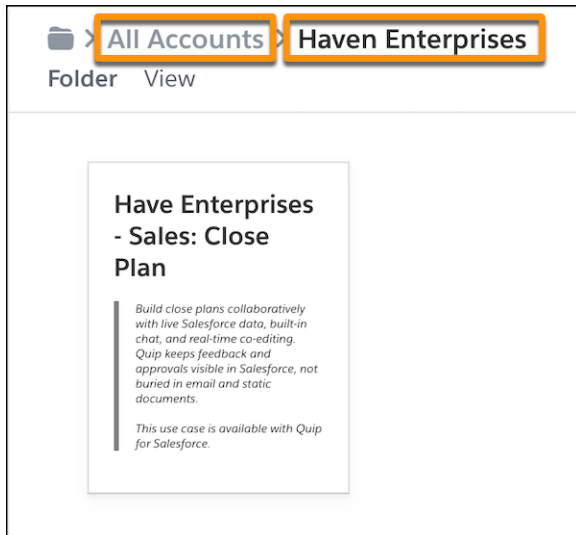 > All Accounts > Haven Enterprises
Folder View
Have Enterprises
- Sales: Close
Plan
Build close plans collaboratively
with live Salesforce data, built-in
chat, and real-time co-editing.
Quip keeps feedback and
approvals visible in Salesforce, not
buried in email and static
documents.
This use case is available with Quip
for Salesforce.